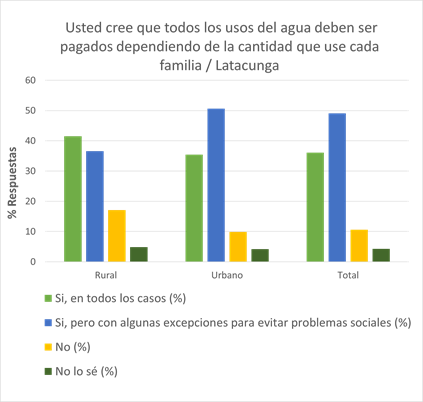 Usted cree que todos los usos del agua deben ser
pagados dependiendo de la cantidad que use cada
familia / Latacunga
60
50
40
30
20
10
0
% Respuestas
Rural Urbano Total
Si, en todos los casos (%)
Si, pero con algunas excepciones para evitar problemas sociales (%)
No (%)
No lo sé (%)